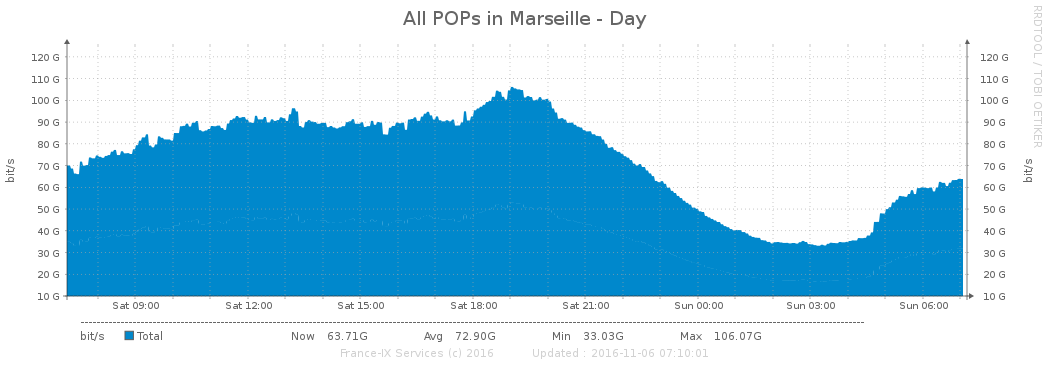 All POPs in Marseille - Day
RRDTOOL / TOBI OETIKER
120 G 120 G
110 G 110 G
100 G 100 G
90 G 90 G
80 G 80 G
70 G 70 G
60 G 60 G
50 G 50 G
40 G 40 G
30 G 30 G
20 G 20 G
10 G 10 G
bit/s
bit/s
Sat 09:00 Sat 12:00 Sat 15:00 Sat 18:00 Sat 21:00 Sun 00:00 Sun 03:00 Sun 06:00
bit/s Total Now 63.71G Avg 72.90G Min 33.03G Max 106.07G
France-IX Services (c) 2016 Updated : 2016-11-06 07:10:01